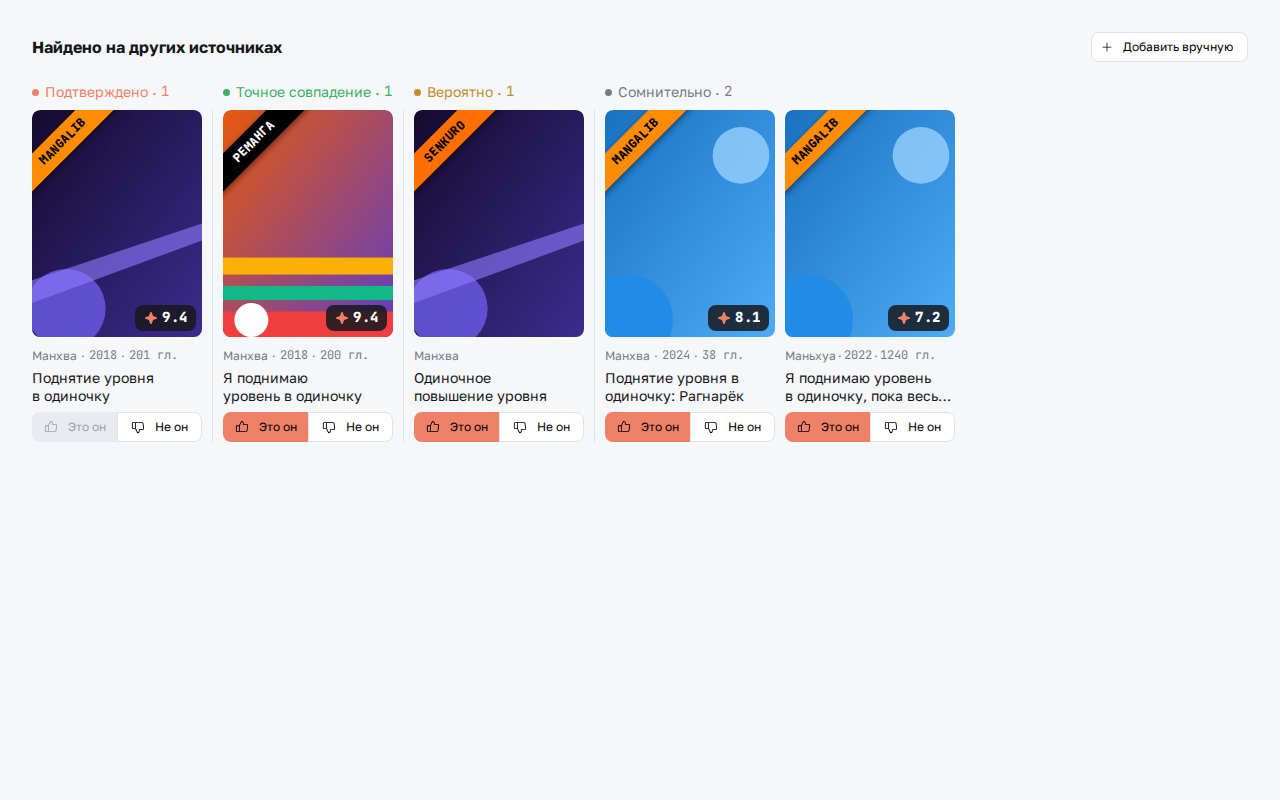 Найдено на других источниках
Добавить вручную
Подтверждено · 1
Точное совпадение · 1
Вероятно · 1
Сомнительно · 2
MANGALIB
9.4
Манхва · 2018 · 201 гл.
Поднятие уровня
в одиночку
Это он
Не он
РЕМАНГА
9.4
Манхва · 2018 · 200 гл.
Я поднимаю
уровень в одиночку
Это он
Не он
SENKURO
Манхва
Одиночное
повышение уровня
Это он
Не он
MANGALIB
8.1
Манхва · 2024 · 38 гл.
Поднятие уровня в
одиночку: Рагнарёк
Это он
Не он
MANGALIB
7.2
Маньхуа · 2022 · 1240 гл.
Я поднимаю уровень
в одиночку, пока весь…
Это он
Не он